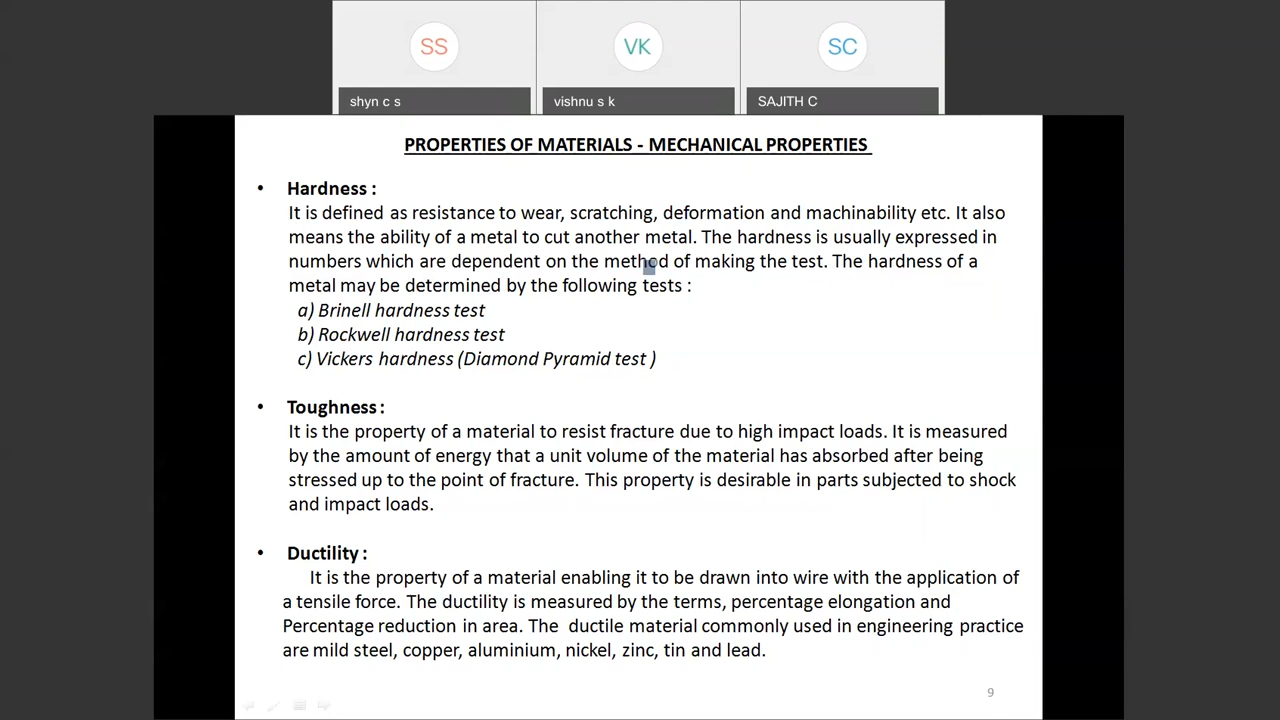 SS
VK
SC
shyn c s
vishnu s k
SAJITH C
PROPERTIES OF MATERIALS - MECHANICAL PROPERTIES
• Hardness :
It is defined as resistance to wear, scratching, deformation and machinability etc. It also
means the ability of a metal to cut another metal. The hardness is usually expressed in
numbers which are dependent on the method of making the test. The hardness of a
metal may be determined by the following tests :
a) Brinell hardness test
b) Rockwell hardness test
c) Vickers hardness (Diamond Pyramid test )
• Toughness :
It is the property of a material to resist fracture due to high impact loads. It is measured
by the amount of energy that a unit volume of the material has absorbed after being
stressed up to the point of fracture. This property is desirable in parts subjected to shock
and impact loads.
• Ductility :
It is the property of a material enabling it to be drawn into wire with the application of
a tensile force. The ductility is measured by the terms, percentage elongation and
Percentage reduction in area. The ductile material commonly used in engineering practice
are mild steel, copper, aluminium, nickel, zinc, tin and lead.
9